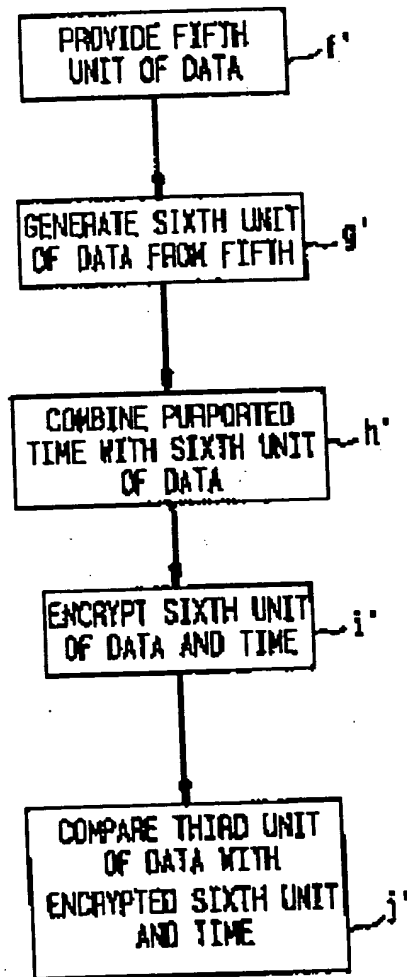 PROVIDE FIFTH
UNIT OF DATA
f'
GENERATE SIXTH UNIT
OF DATA FROM FIFTH
g'
COMBINE PURPORTED
TIME WITH SIXTH UNIT
OF DATA
h'
ENCRYPT SIXTH UNIT
OF DATA AND TIME
i'
COMPARE THIRD UNIT
OF DATA WITH
ENCRYPTED SIXTH UNIT
AND TIME
j'